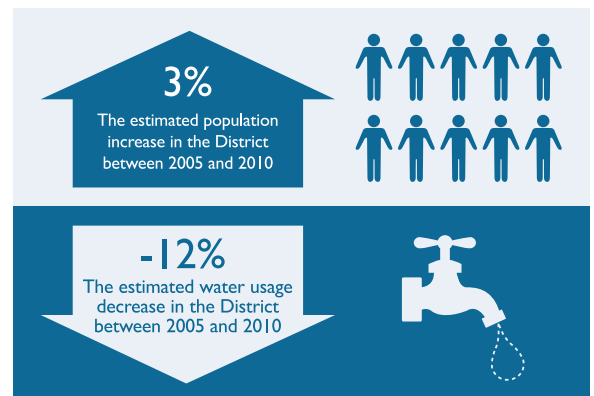 3%
The estimated population
increase in the District
between 2005 and 2010
-12%
The estimated water usage
decrease in the District
between 2005 and 2010